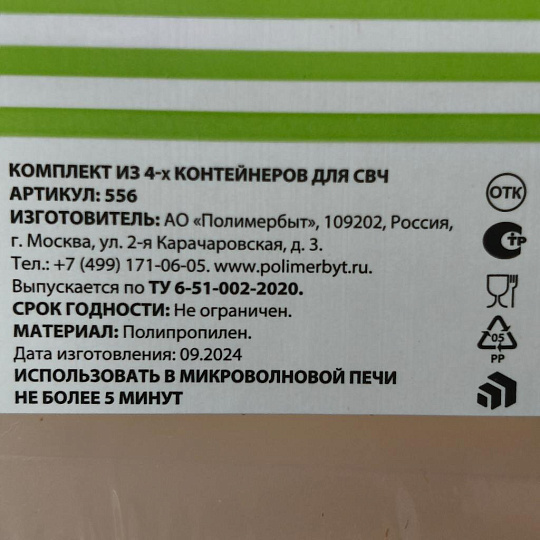 КОМПЛЕКТ ИЗ 4-х КОНТЕЙНЕРОВ ДЛЯ СВЧ
АРТИКУЛ: 556
ИЗГОТОВИТЕЛЬ: АО «Полимербыт», 109202, Россия,
г. Москва, ул. 2-я Карачаровская, д. 3.
Тел.: +7 (499) 171-06-05. www.polimerbyt.ru.
Выпускается по ТУ 6-51-002-2020.
СРОК ГОДНОСТИ: Не ограничен.
МАТЕРИАЛ: Полипропилен.
Дата изготовления: 09.2024
ИСПОЛЬЗОВАТЬ В МИКРОВОЛНОВОЙ ПЕЧИ
НЕ БОЛЕЕ 5 МИНУТ
ОТК
СТР
05
PP